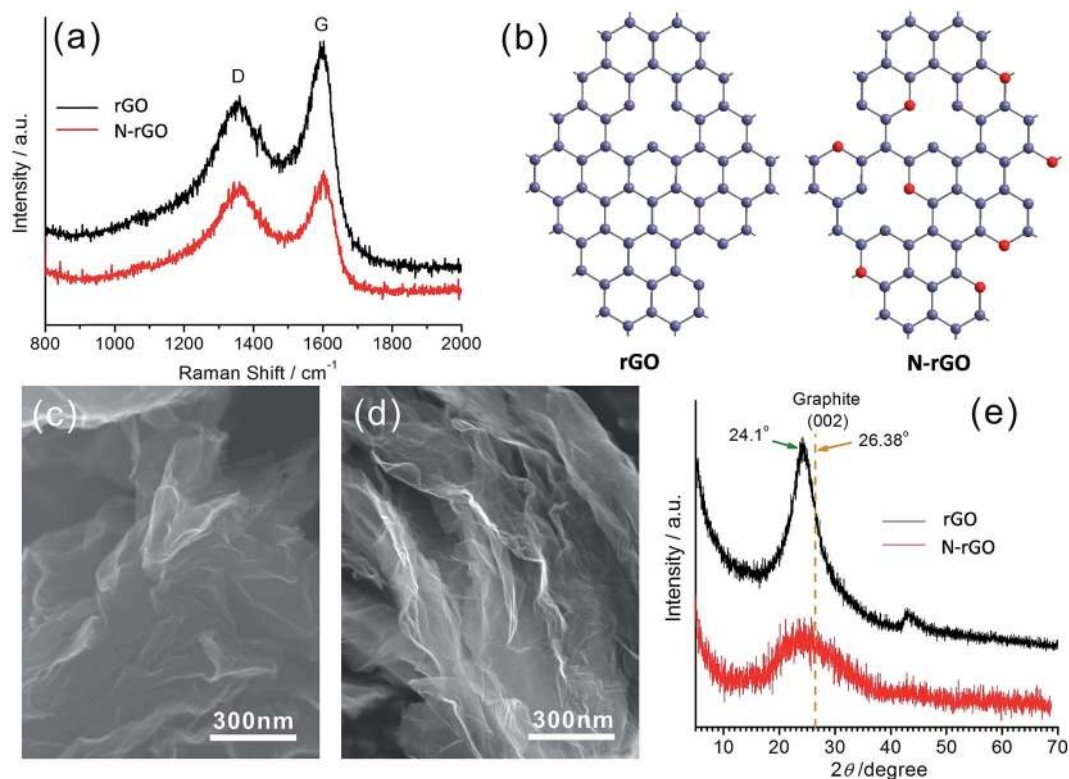 (a)
D
G
rGO
N-rGO
Intensity / a.u.
800 1000 1200 1400 1600 1800 2000
Raman Shift / cm⁻¹
(b)
rGO
N-rGO
(c)
300nm
(d)
300nm
(e)
Graphite
(002)
24.1°
26.38°
rGO
N-rGO
Intensity / a.u.
10 20 30 40 50 60 70
2θ /degree